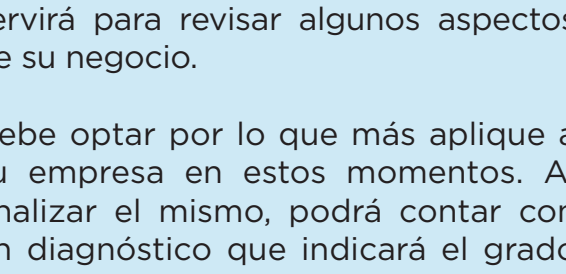 ervirá para revisar algunos aspectos
e su negocio.
ebe optar por lo que más aplique a
u empresa en estos momentos. A
nalizar el mismo, podrá contar con
n diagnóstico que indicará el grado